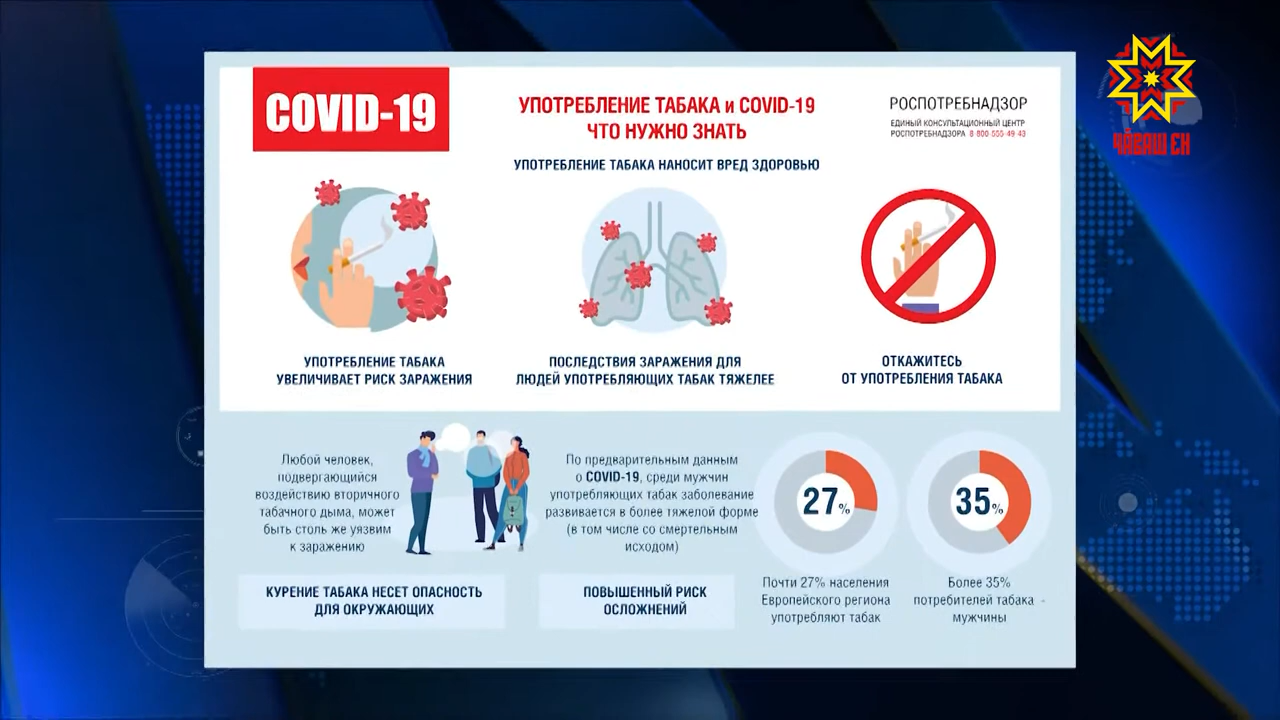 COVID-19
УПОТРЕБЛЕНИЕ ТАБАКА и COVID-19
ЧТО НУЖНО ЗНАТЬ
УПОТРЕБЛЕНИЕ ТАБАКА НАНОСИТ ВРЕД ЗДОРОВЬЮ
РОСПОТРЕБНАДЗОР
ЕДИНЫЙ КОНСУЛЬТАЦИОННЫЙ ЦЕНТР
РОСПОТРЕБНАДЗОРА 8 800 555 49 43
ЧӐВАШ ЕН
УПОТРЕБЛЕНИЕ ТАБАКА
УВЕЛИЧИВАЕТ РИСК ЗАРАЖЕНИЯ
ПОСЛЕДСТВИЯ ЗАРАЖЕНИЯ ДЛЯ
ЛЮДЕЙ УПОТРЕБЛЯЮЩИХ ТАБАК ТЯЖЕЛЕЕ
ОТКАЖИТЕСЬ
ОТ УПОТРЕБЛЕНИЯ ТАБАКА
Любой человек,
подвергающийся
воздействию вторичного
табачного дыма, может
быть столь же уязвим
к заражению
КУРЕНИЕ ТАБАКА НЕСЕТ ОПАСНОСТЬ
ДЛЯ ОКРУЖАЮЩИХ
По предварительным данным
о COVID-19, среди мужчин
употребляющих табак заболевание
развивается в более тяжелой форме
(в том числе со смертельным
исходом)
ПОВЫШЕННЫЙ РИСК
ОСЛОЖНЕНИЙ
27%
Почти 27% населения
Европейского региона
употребляют табак
35%
Более 35%
потребителей табака -
мужчины